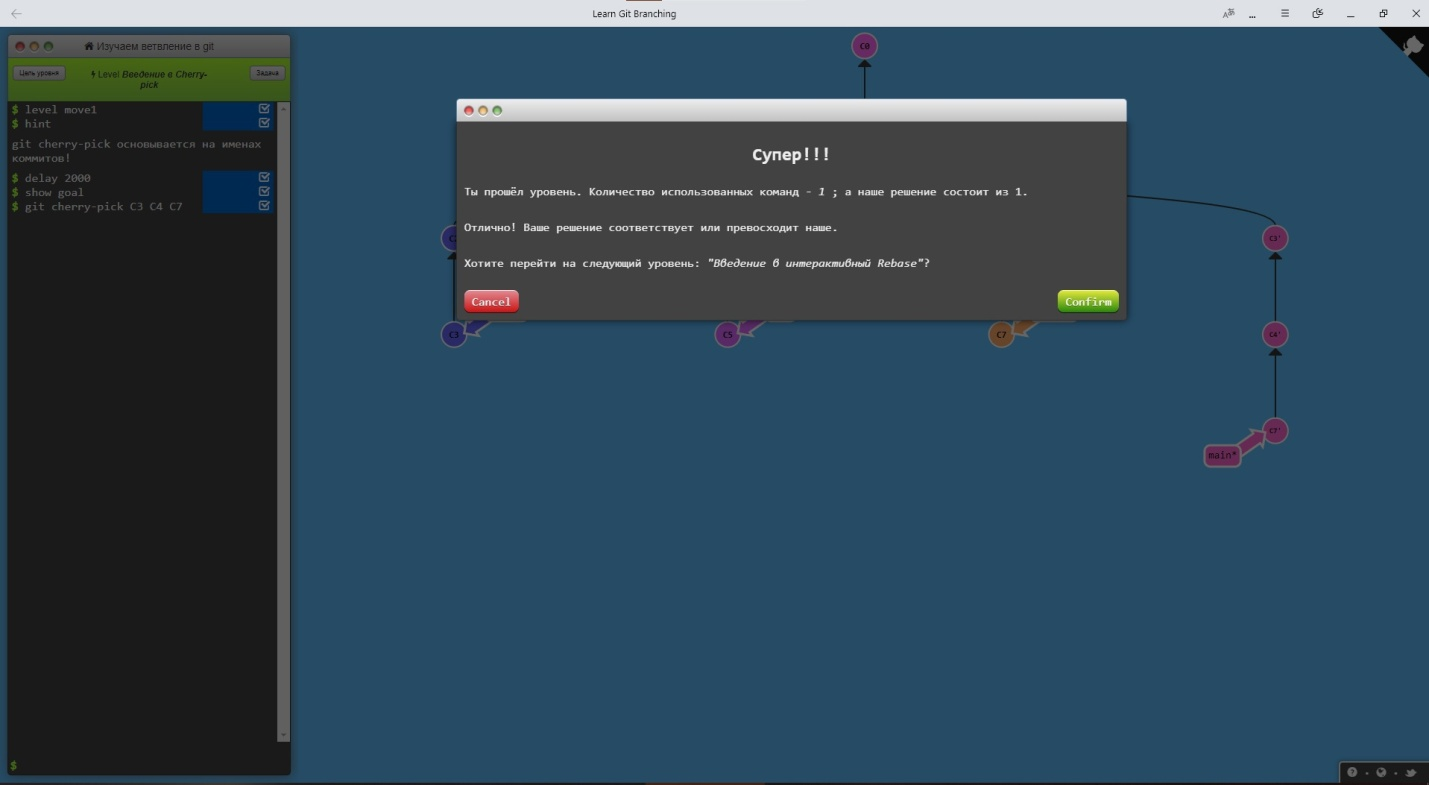 Learn Git Branching
Изучаем ветвление в git
Цель уровня
Level Введение в Cherry-
pick
Задача
$ level move1
$ hint
git cherry-pick основывается на именах
коммитов!
$ delay 2000
$ show goal
$ git cherry-pick C3 C4 C7
$
C0
Супер!!!
Ты прошёл уровень. Количество использованных команд - 1 ; а наше решение состоит из 1.
Отлично! Ваше решение соответствует или превосходит наше.
Хотите перейти на следующий уровень: "Введение в интерактивный Rebase"?
Cancel
Confirm
C3'
C3
C5
C7
C4'
C7'
main*